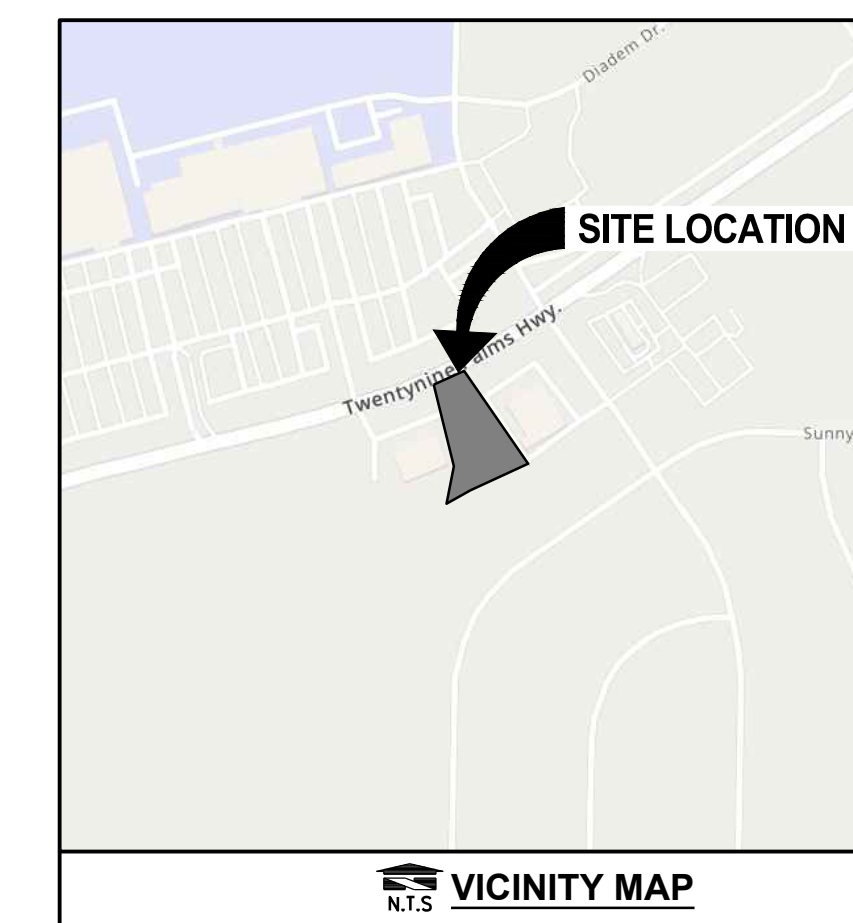 Diadem Dr.
SITE LOCATION
Twentynine Palms Hwy.
Sunny
N.T.S VICINITY MAP